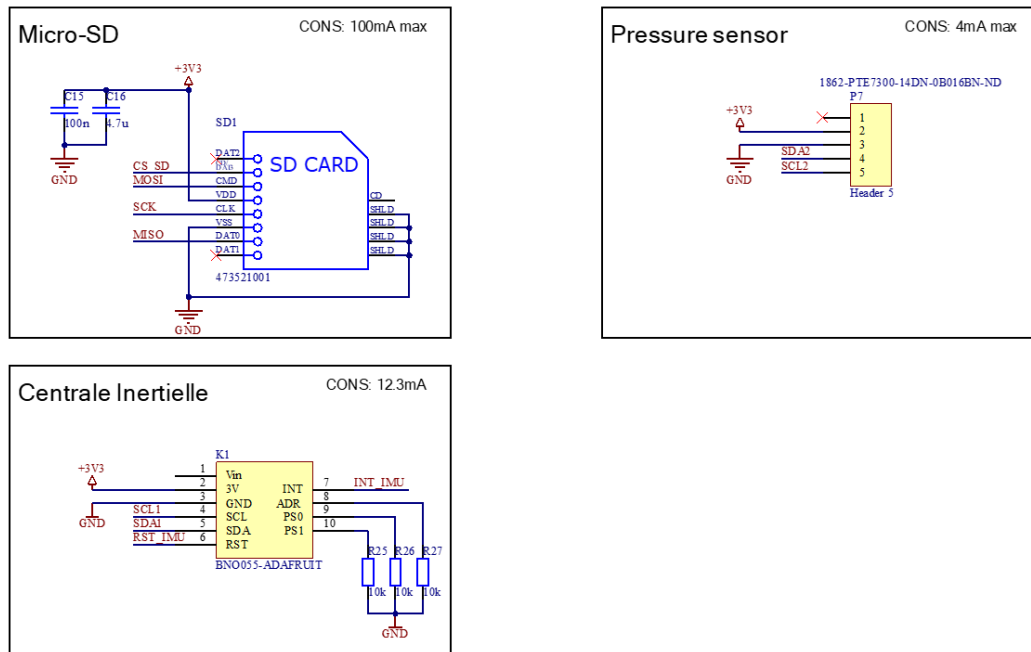 Micro-SD
CONS: 100mA max
+3V3
C15
C16
100n
4.7u
GND
SD1
SD CARD
DAT2
CS_SD
MOSI
CMD
VDD
SCK
CLK
VSS
MISO
DAT0
DAT1
CD
SHLD
SHLD
SHLD
SHLD
473521001
GND
Pressure sensor
CONS: 4mA max
1862-PTE7300-14DN-0B016BN-ND
P7
+3V3
1
2
3
SDA2
4
SCL2
5
GND
Header 5
Centrale Inertielle
CONS: 12.3mA
K1
+3V3
1
Vin
2
3V
INT
7
INT_IMU
3
GND
ADR
8
SCL1
4
SCL
PS0
9
SDA1
5
SDA
PS1
10
RST_IMU
6
RST
GND
BNO055-ADAFRUIT
R25
R26
R27
10k
10k
10k
GND